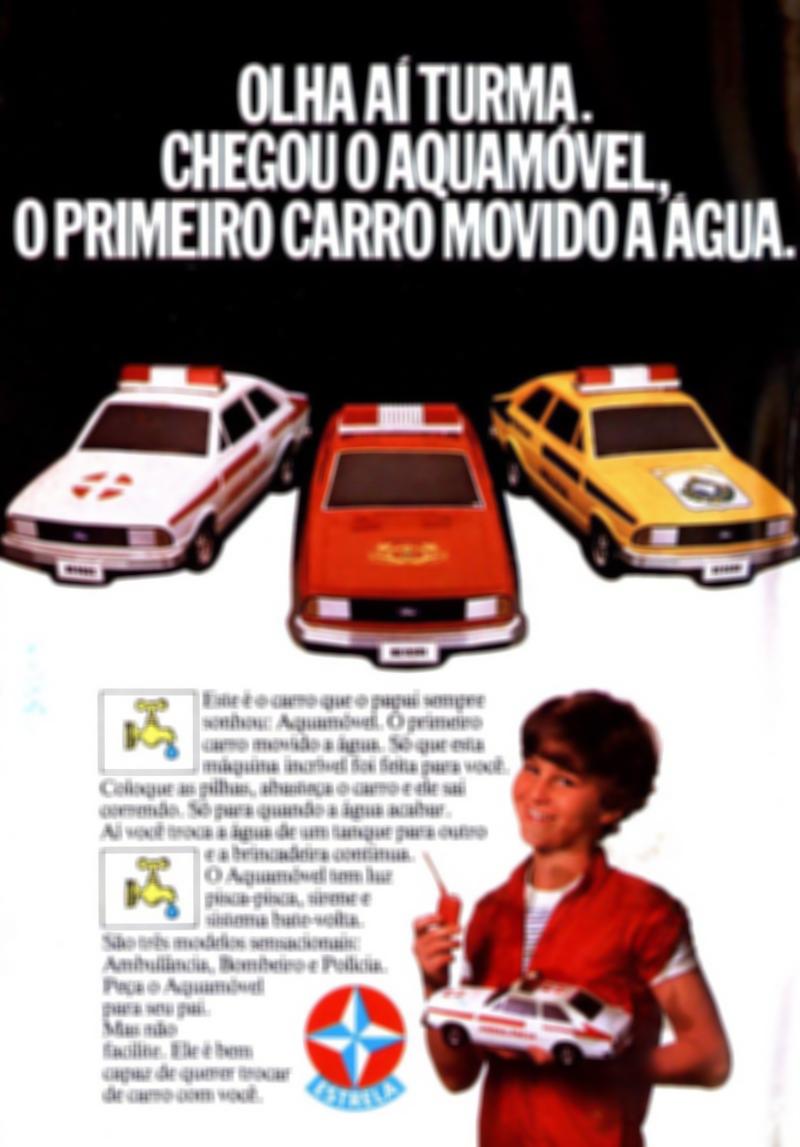 OLHA AÍ TURMA.
CHEGOU O AQUAMÓVEL,
O PRIMEIRO CARRO MOVIDO A ÁGUA.
Este é o carro que o papai sempre
sonhou: Aquamóvel. O primeiro
carro movido a água. Só que esta
máquina incrível foi feita para você.
Coloque as pilhas, abasteça o carro e ele sai
correndo. Só para quando a água acabar.
Aí você troca a água de um tanque para outro
e a brincadeira continua.
O Aquamóvel tem luz
pisca-pisca, sirene e
sistema bate-volta.
São três modelos sensacionais:
Ambulância, Bombeiro e Polícia.
Peça o Aquamóvel
para seu pai.
Mas não
facilite. Ele é bem
capaz de querer trocar
de carro com você.
ESTRELA